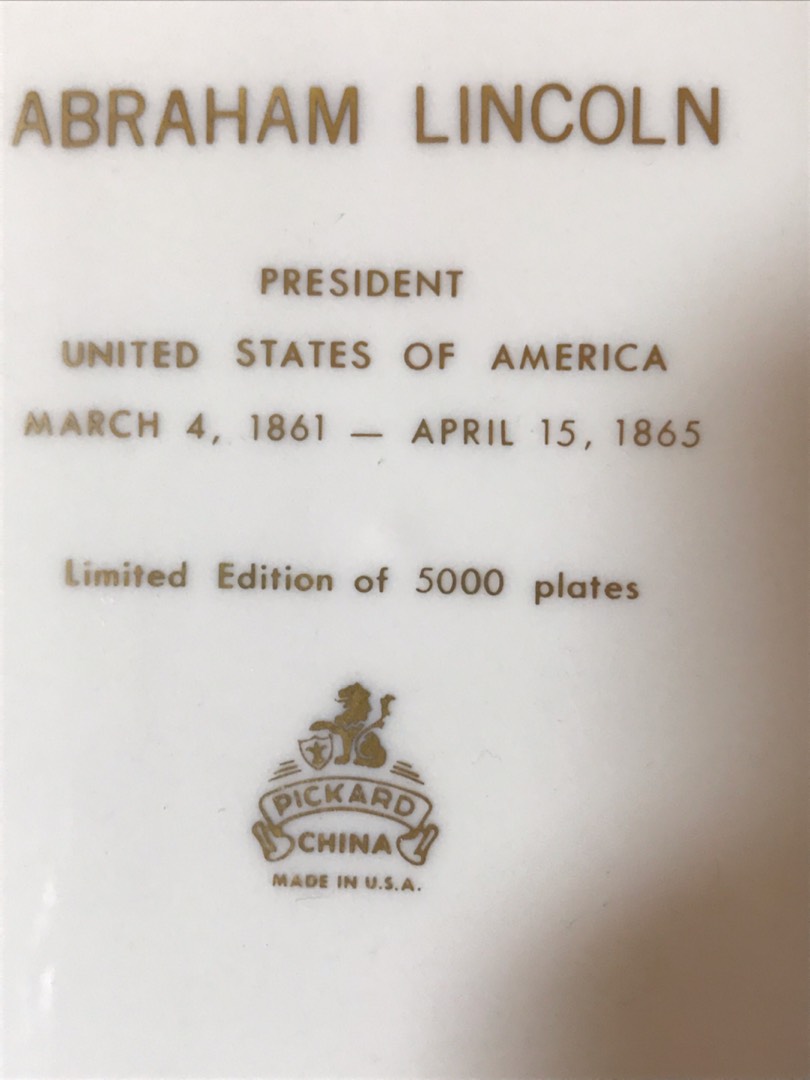 ABRAHAM LINCOLN
PRESIDENT
UNITED STATES OF AMERICA
MARCH 4, 1861 — APRIL 15, 1865
Limited Edition of 5000 plates
PICKARD
CHINA
MADE IN U.S.A.